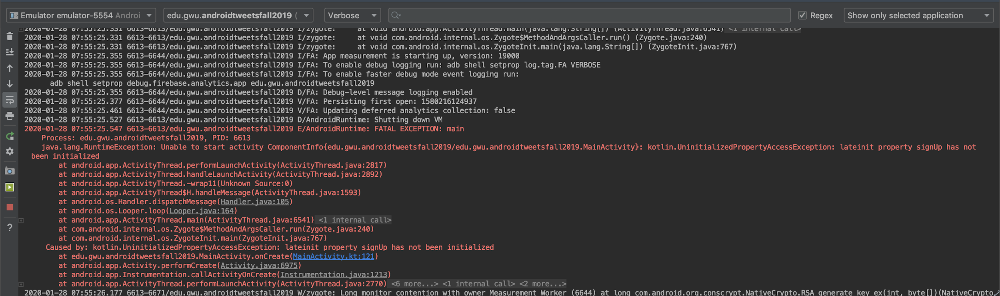 Emulator emulator-5554 Androi edu.gwu.androidtweetsfall2019 ( Verbose Regex Show only selected application
2020-01-28 07:55:25.331 6613-6613/edu.gwu.androidtweetsfall2019 I/zygote:     at void android.app.ActivityThread.main(java.lang.String[]) (ActivityThread.java:6541) <1 internal call>
2020-01-28 07:55:25.331 6613-6613/edu.gwu.androidtweetsfall2019 I/zygote:     at void com.android.internal.os.Zygote$MethodAndArgsCaller.run() (Zygote.java:240)
2020-01-28 07:55:25.331 6613-6613/edu.gwu.androidtweetsfall2019 I/zygote:     at void com.android.internal.os.ZygoteInit.main(java.lang.String[]) (ZygoteInit.java:767)
2020-01-28 07:55:25.355 6613-6644/edu.gwu.androidtweetsfall2019 I/FA: App measurement is starting up, version: 19000
2020-01-28 07:55:25.355 6613-6644/edu.gwu.androidtweetsfall2019 I/FA: To enable debug logging run: adb shell setprop log.tag.FA VERBOSE
2020-01-28 07:55:25.355 6613-6644/edu.gwu.androidtweetsfall2019 I/FA: To enable faster debug mode event logging run:
adb shell setprop debug.firebase.analytics.app edu.gwu.androidtweetsfall2019
2020-01-28 07:55:25.355 6613-6644/edu.gwu.androidtweetsfall2019 D/FA: Debug-level message logging enabled
2020-01-28 07:55:25.377 6613-6644/edu.gwu.androidtweetsfall2019 V/FA: Persisting first open: 1580216124937
2020-01-28 07:55:25.461 6613-6644/edu.gwu.androidtweetsfall2019 V/FA: Updating deferred analytics collection: false
2020-01-28 07:55:25.527 6613-6613/edu.gwu.androidtweetsfall2019 D/AndroidRuntime: Shutting down VM
2020-01-28 07:55:25.547 6613-6613/edu.gwu.androidtweetsfall2019 E/AndroidRuntime: FATAL EXCEPTION: main
Process: edu.gwu.androidtweetsfall2019, PID: 6613
java.lang.RuntimeException: Unable to start activity ComponentInfo{edu.gwu.androidtweetsfall2019/edu.gwu.androidtweetsfall2019.MainActivity}: kotlin.UninitializedPropertyAccessException: lateinit property signUp has not
been initialized
at android.app.ActivityThread.performLaunchActivity(ActivityThread.java:2817)
at android.app.ActivityThread.handleLaunchActivity(ActivityThread.java:2892)
at android.app.ActivityThread.-wrap11(Unknown Source:0)
at android.app.ActivityThread$H.handleMessage(ActivityThread.java:1593)
at android.os.Handler.dispatchMessage(Handler.java:105)
at android.os.Looper.loop(Looper.java:164)
at android.app.ActivityThread.main(ActivityThread.java:6541) <1 internal call>
at com.android.internal.os.Zygote$MethodAndArgsCaller.run(Zygote.java:240)
at com.android.internal.os.ZygoteInit.main(ZygoteInit.java:767)
Caused by: kotlin.UninitializedPropertyAccessException: lateinit property signUp has not been initialized
at edu.gwu.androidtweetsfall2019.MainActivity.onCreate(MainActivity.kt:121)
at android.app.Activity.performCreate(Activity.java:6975)
at android.app.Instrumentation.callActivityOnCreate(Instrumentation.java:1213)
at android.app.ActivityThread.performLaunchActivity(ActivityThread.java:2770) <6 more...> <1 internal call> <2 more...>
2020-01-28 07:55:26.177 6613-6671/edu.gwu.androidtweetsfall2019 W/zygote: Long monitor contention with owner Measurement Worker (6644) at long com.android.org.conscrypt.NativeCrypto.RSA_generate_key_ex(int, byte[])(NativeCrypto.